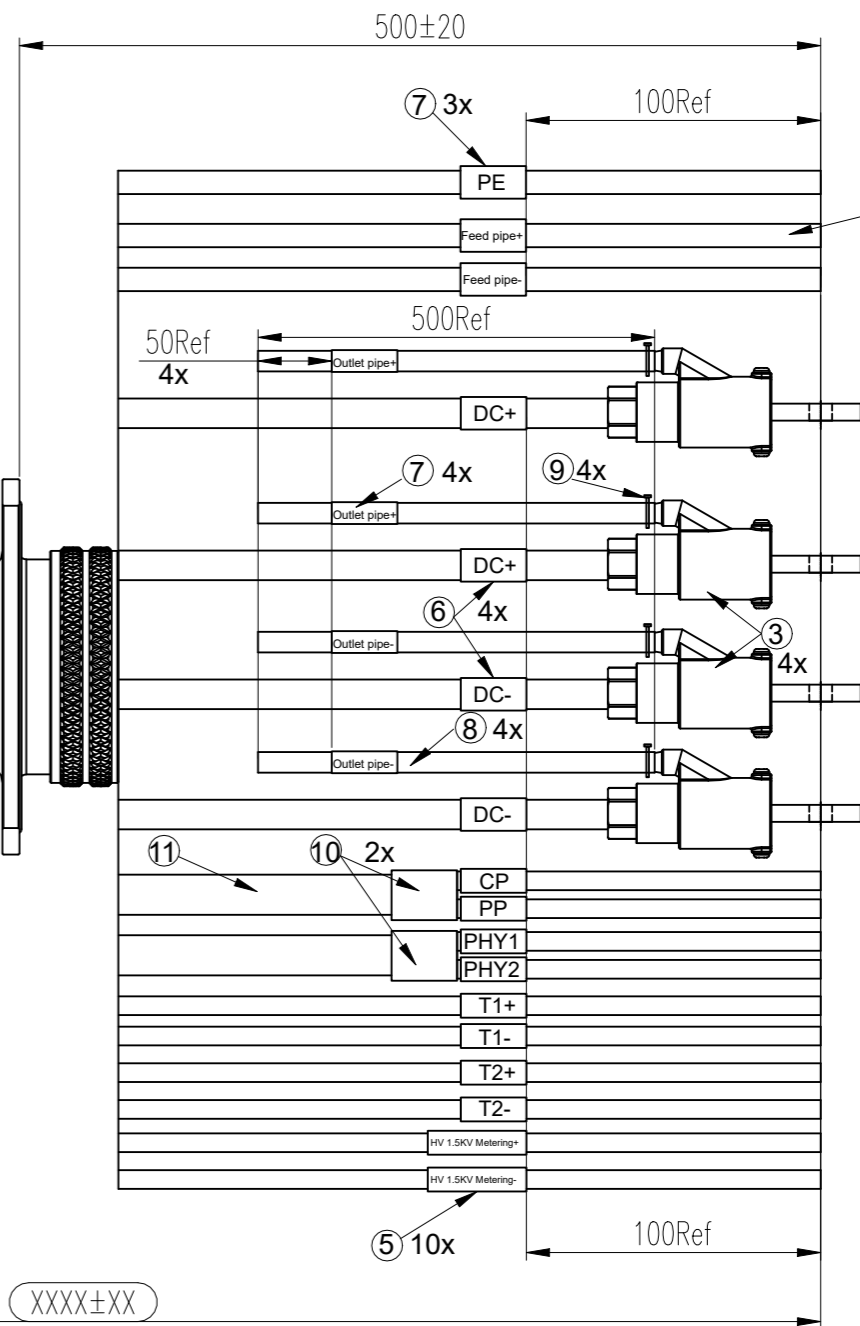 500±20
⑦ 3x
100Ref
PE
Feed pipe+
Feed pipe-
500Ref
50Ref
4x
Outlet pipe+
DC+
⑦ 4x
⑨ 4x
Outlet pipe+
DC+
⑥ 4x
③ 4x
Outlet pipe-
DC-
⑧ 4x
Outlet pipe-
DC-
⑪
⑩ 2x
CP
PP
PHY1
PHY2
T1+
T1-
T2+
T2-
HV 1.5KV Metering+
HV 1.5KV Metering-
⑤ 10x
100Ref
XXXX±XX